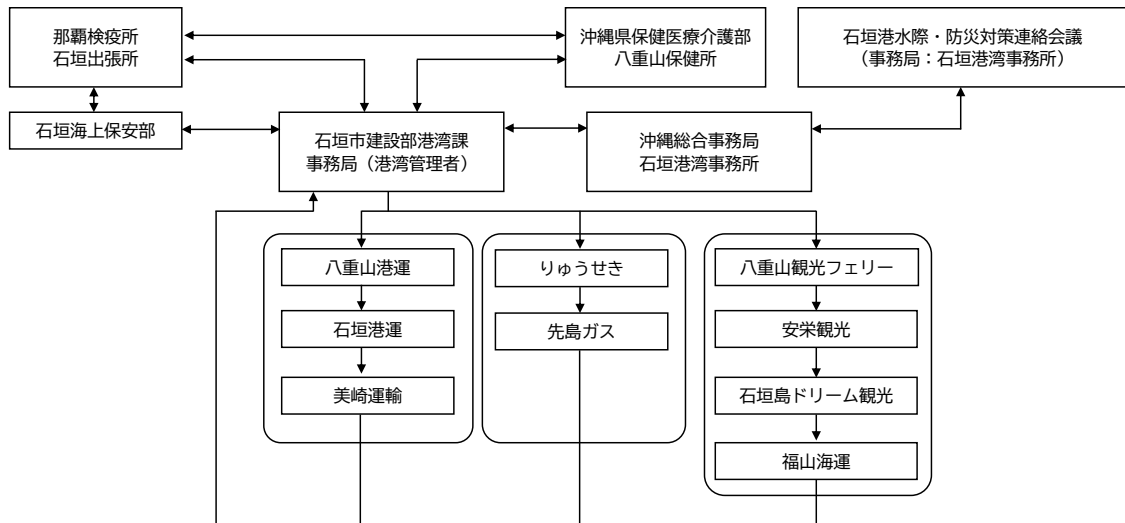 那覇検疫所
石垣出張所
沖縄県保健医療介護部
八重山保健所
石垣港水際・防災対策連絡会議
(事務局:石垣港湾事務所)
石垣海上保安部
石垣市建設部港湾課
事務局(港湾管理者)
沖縄総合事務局
石垣港湾事務所
八重山港運
石垣港運
美崎運輸
りゅうせき
先島ガス
八重山観光フェリー
安栄観光
石垣島ドリーム観光
福山海運